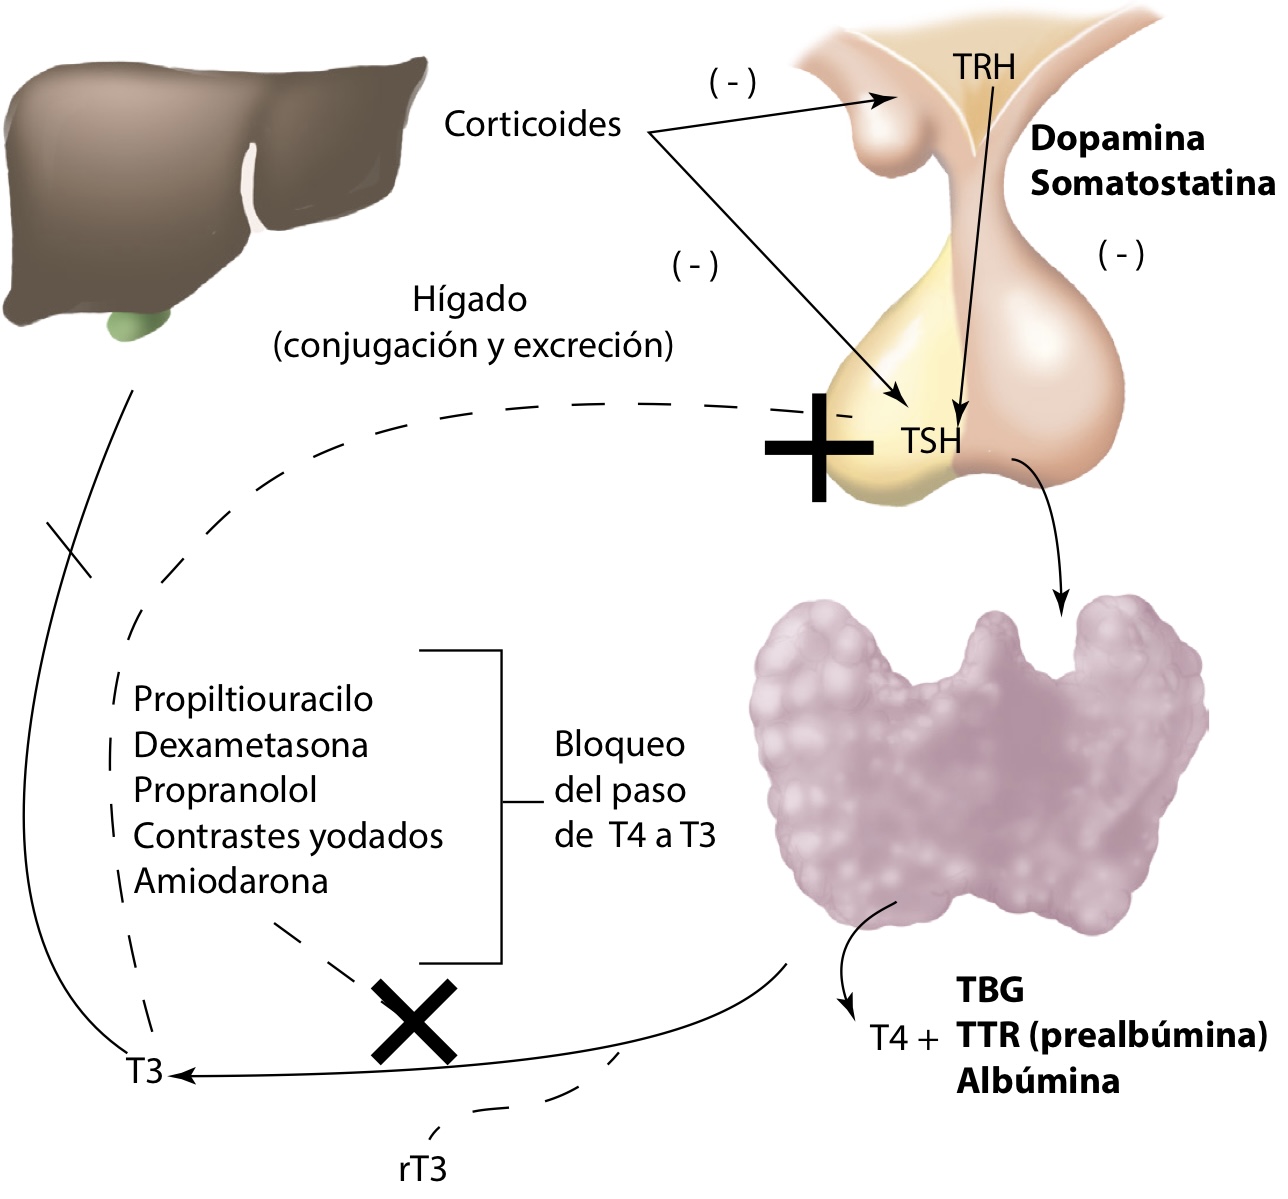 TRH
( - )
Corticoides
Dopamina
Somatostatina
( - )
( - )
Hígado
(conjugación y excreción)
TSH
Propiltiouracilo
Dexametasona
Propranolol
Contrastes yodados
Amiodarona
Bloqueo
del paso
de T4 a T3
T4 + TBG
TTR (prealbúmina)
Albúmina
T3
rT3